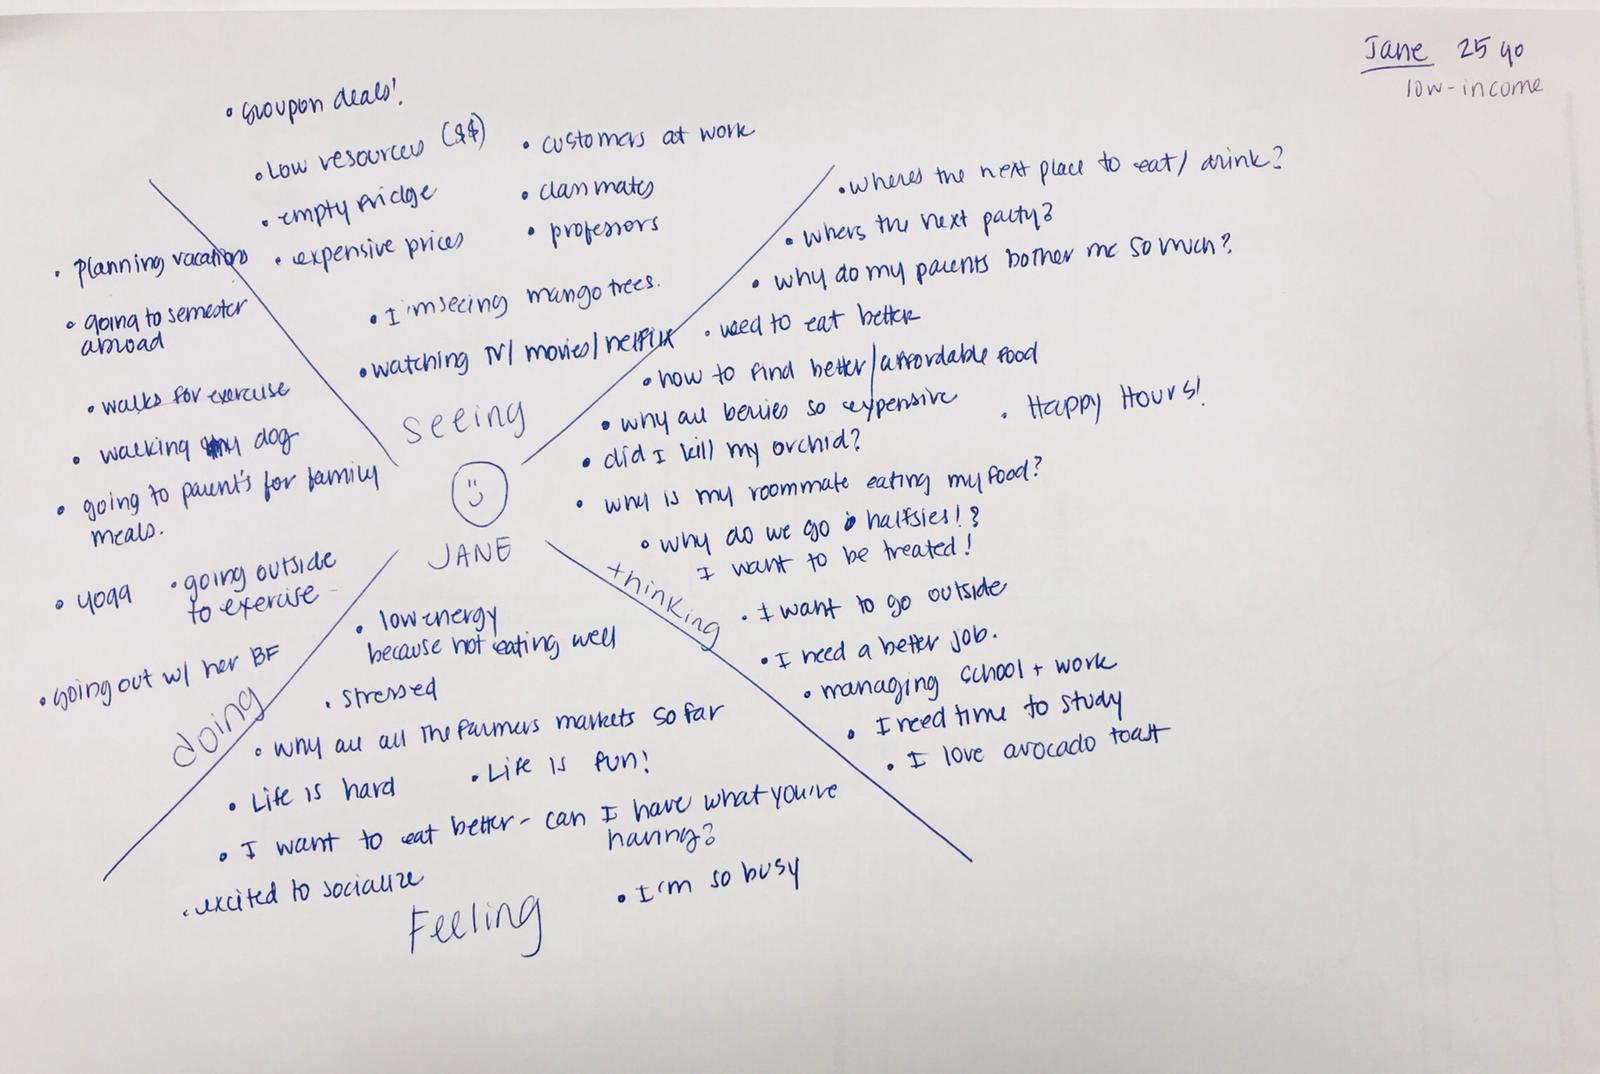 Jane 25 yo
low-income
• Groupon deals!
• Low resources ($$)
• empty fridge
• expensive prices
• customers at work
• classmates
• professors
• I'm seeing mango trees.
• watching TV/ movies/ netflix
seeing
• wheres the next place to eat/ drink?
• wheres the next party?
• why do my parents bother me so much?
• need to eat better
• how to find better/affordable food
• why are berries so expensive
• Happy Hours!
• did I kill my orchid?
• why is my roommate eating my food?
• why do we go halfsies!?
I want to be treated!
• I want to go outside
• I need a better job.
• managing school + work
• I need time to study
• I love avocado toast
thinking
• planning vacations
• going to semester
abroad
• walks for exercise
• walking my dog
• going to parent's for family
meals.
• yoga
• going outside
to exercise
• going out w/ her BF
doing
JANE
• low energy
because not eating well
• stressed
• why are all the farmers markets so far
• Life is hard
• Life is fun!
• I want to eat better - can I have what you're
having?
• excited to socialize
• I'm so busy
Feeling